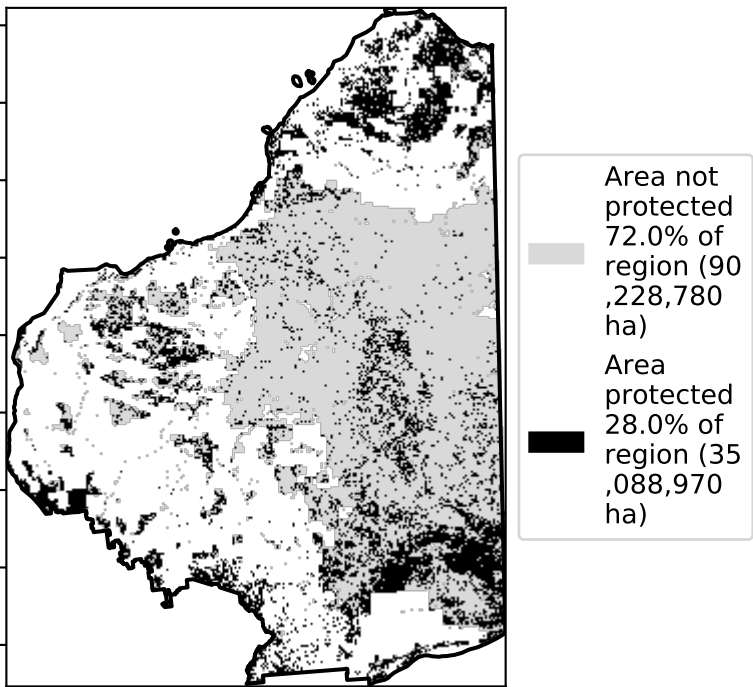 Area not
protected
72.0% of
region (90
,228,780
ha)
Area
protected
28.0% of
region (35
,088,970
ha)